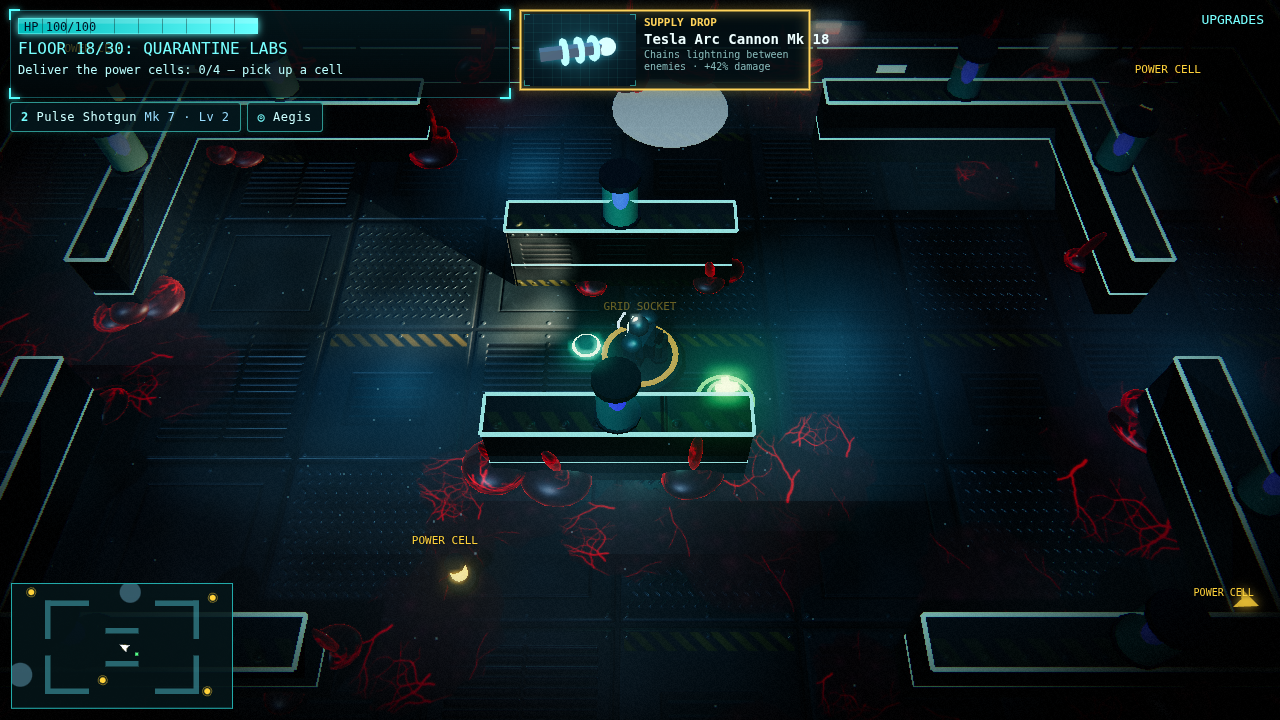 HP 100/100
FLOOR 18/30: QUARANTINE LABS
Deliver the power cells: 0/4 — pick up a cell
2 Pulse Shotgun Mk 7 · Lv 2
◎ Aegis
SUPPLY DROP
Tesla Arc Cannon Mk 18
Chains lightning between
enemies · +42% damage
UPGRADES
POWER CELL
GRID SOCKET
POWER CELL
POWER CELL